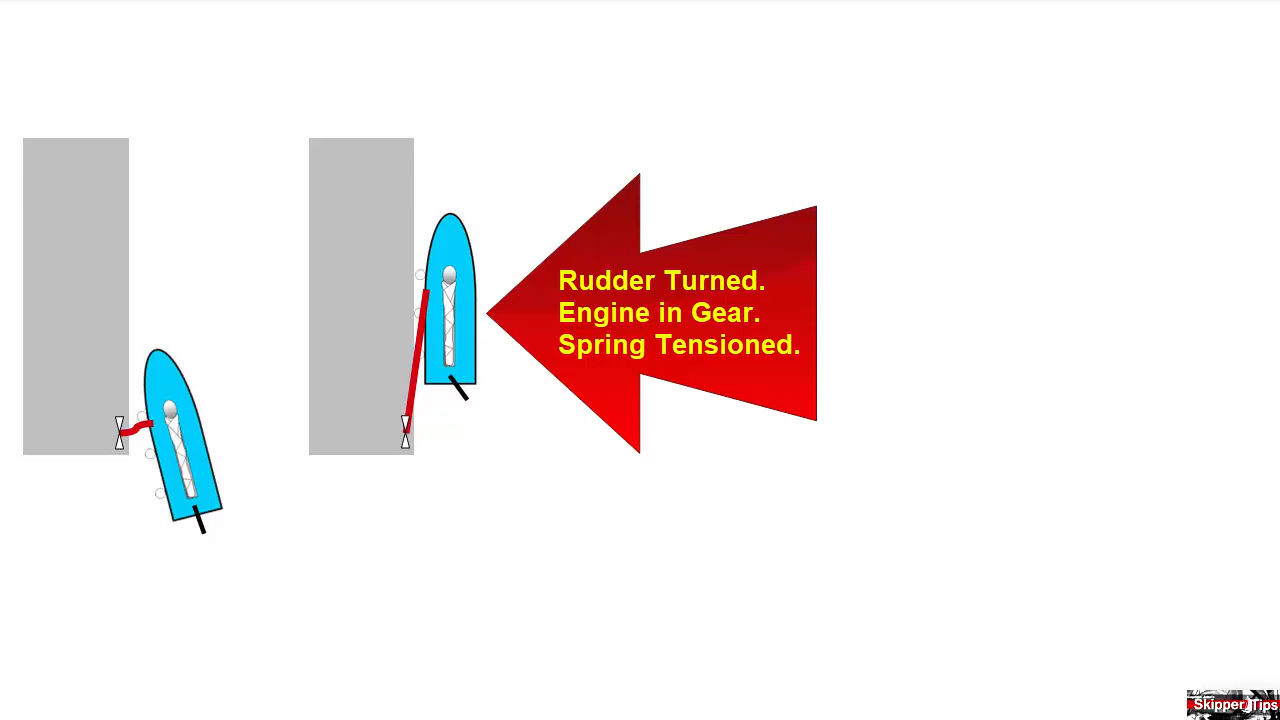 Rudder Turned.
Engine in Gear.
Spring Tensioned.
Skipper Tips